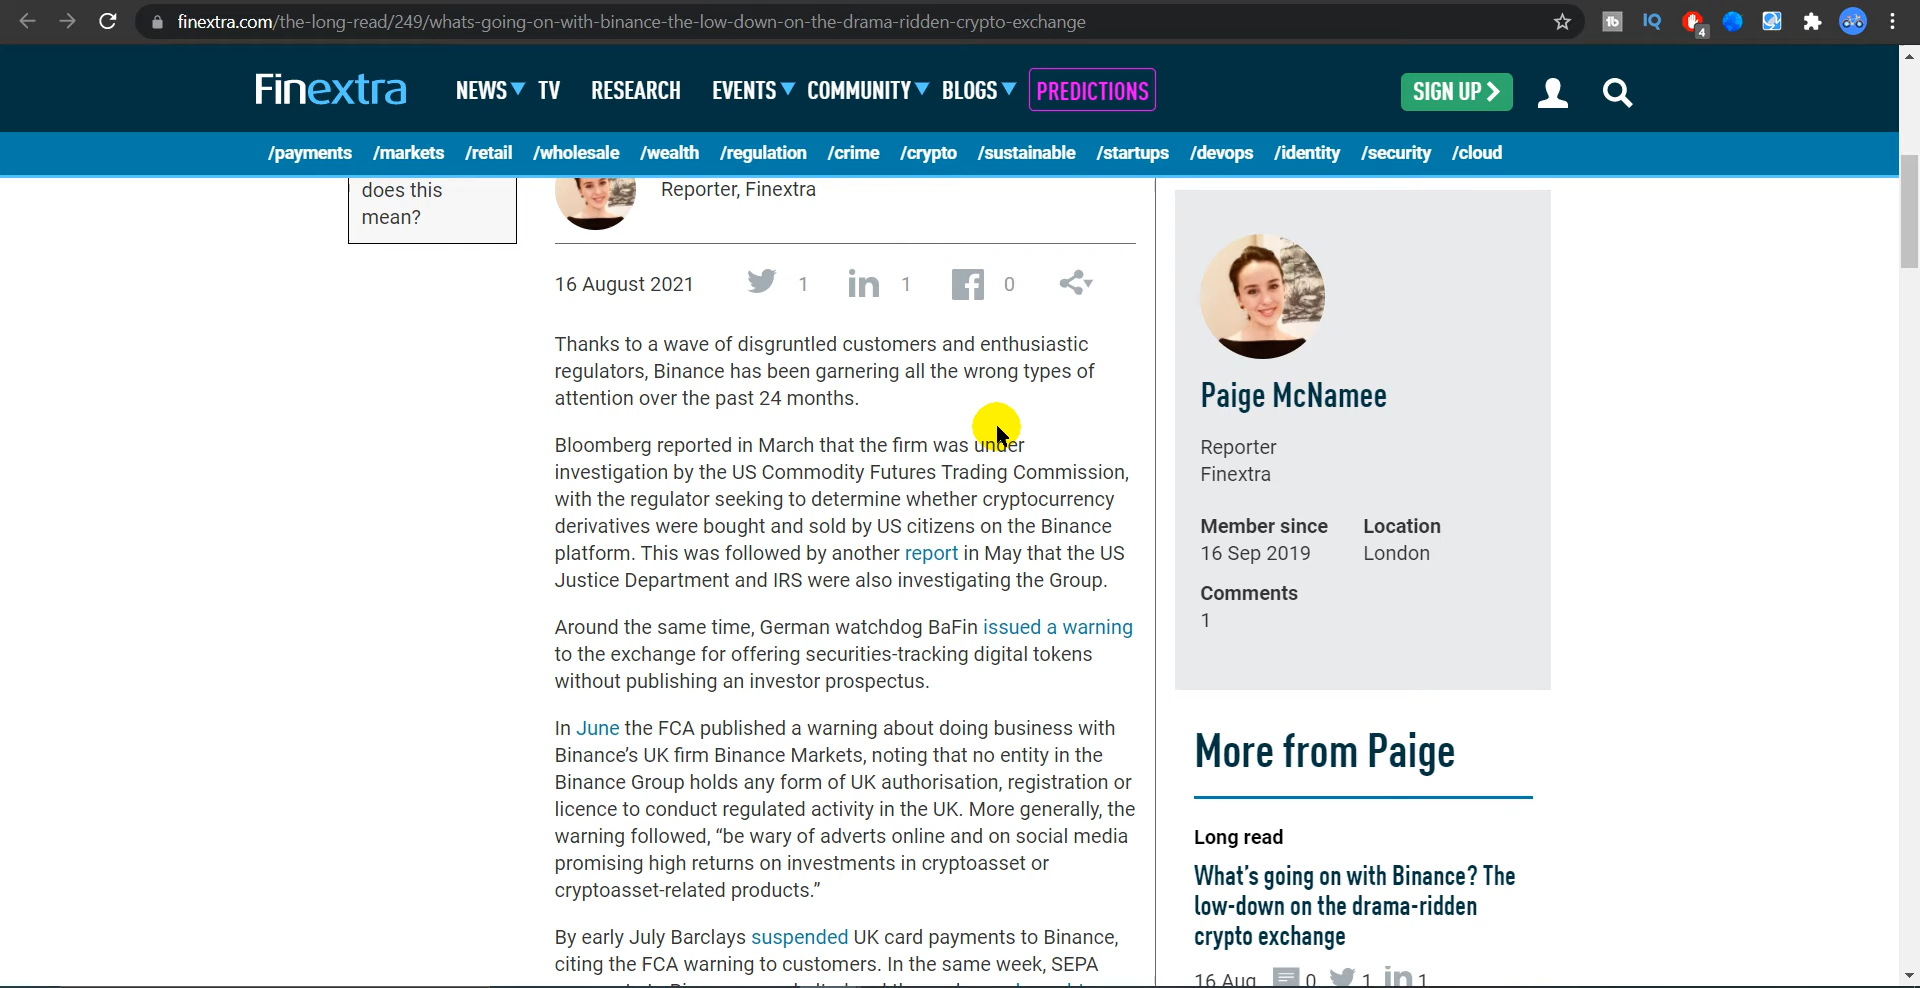 finextra.com/the-long-read/249/whats-going-on-with-binance-the-low-down-on-the-drama-ridden-crypto-exchange
tb
IQ
4
Finextra
NEWS
TV
RESEARCH
EVENTS
COMMUNITY
BLOGS
PREDICTIONS
SIGN UP
/payments /markets /retail /wholesale /wealth /regulation /crime /crypto /sustainable /startups /devops /identity /security /cloud
does this
mean?
Reporter, Finextra
16 August 2021
1
in 1
0
Thanks to a wave of disgruntled customers and enthusiastic
regulators, Binance has been garnering all the wrong types of
attention over the past 24 months.
Bloomberg reported in March that the firm was under
investigation by the US Commodity Futures Trading Commission,
with the regulator seeking to determine whether cryptocurrency
derivatives were bought and sold by US citizens on the Binance
platform. This was followed by another report in May that the US
Justice Department and IRS were also investigating the Group.
Around the same time, German watchdog BaFin issued a warning
to the exchange for offering securities-tracking digital tokens
without publishing an investor prospectus.
In June the FCA published a warning about doing business with
Binance’s UK firm Binance Markets, noting that no entity in the
Binance Group holds any form of UK authorisation, registration or
licence to conduct regulated activity in the UK. More generally, the
warning followed, “be wary of adverts online and on social media
promising high returns on investments in cryptoasset or
cryptoasset-related products.”
By early July Barclays suspended UK card payments to Binance,
citing the FCA warning to customers. In the same week, SEPA
Paige McNamee
Reporter
Finextra
Member since
16 Sep 2019
Location
London
Comments
1
More from Paige
Long read
What’s going on with Binance? The
low-down on the drama-ridden
crypto exchange
16 Aug 0 1 in 1